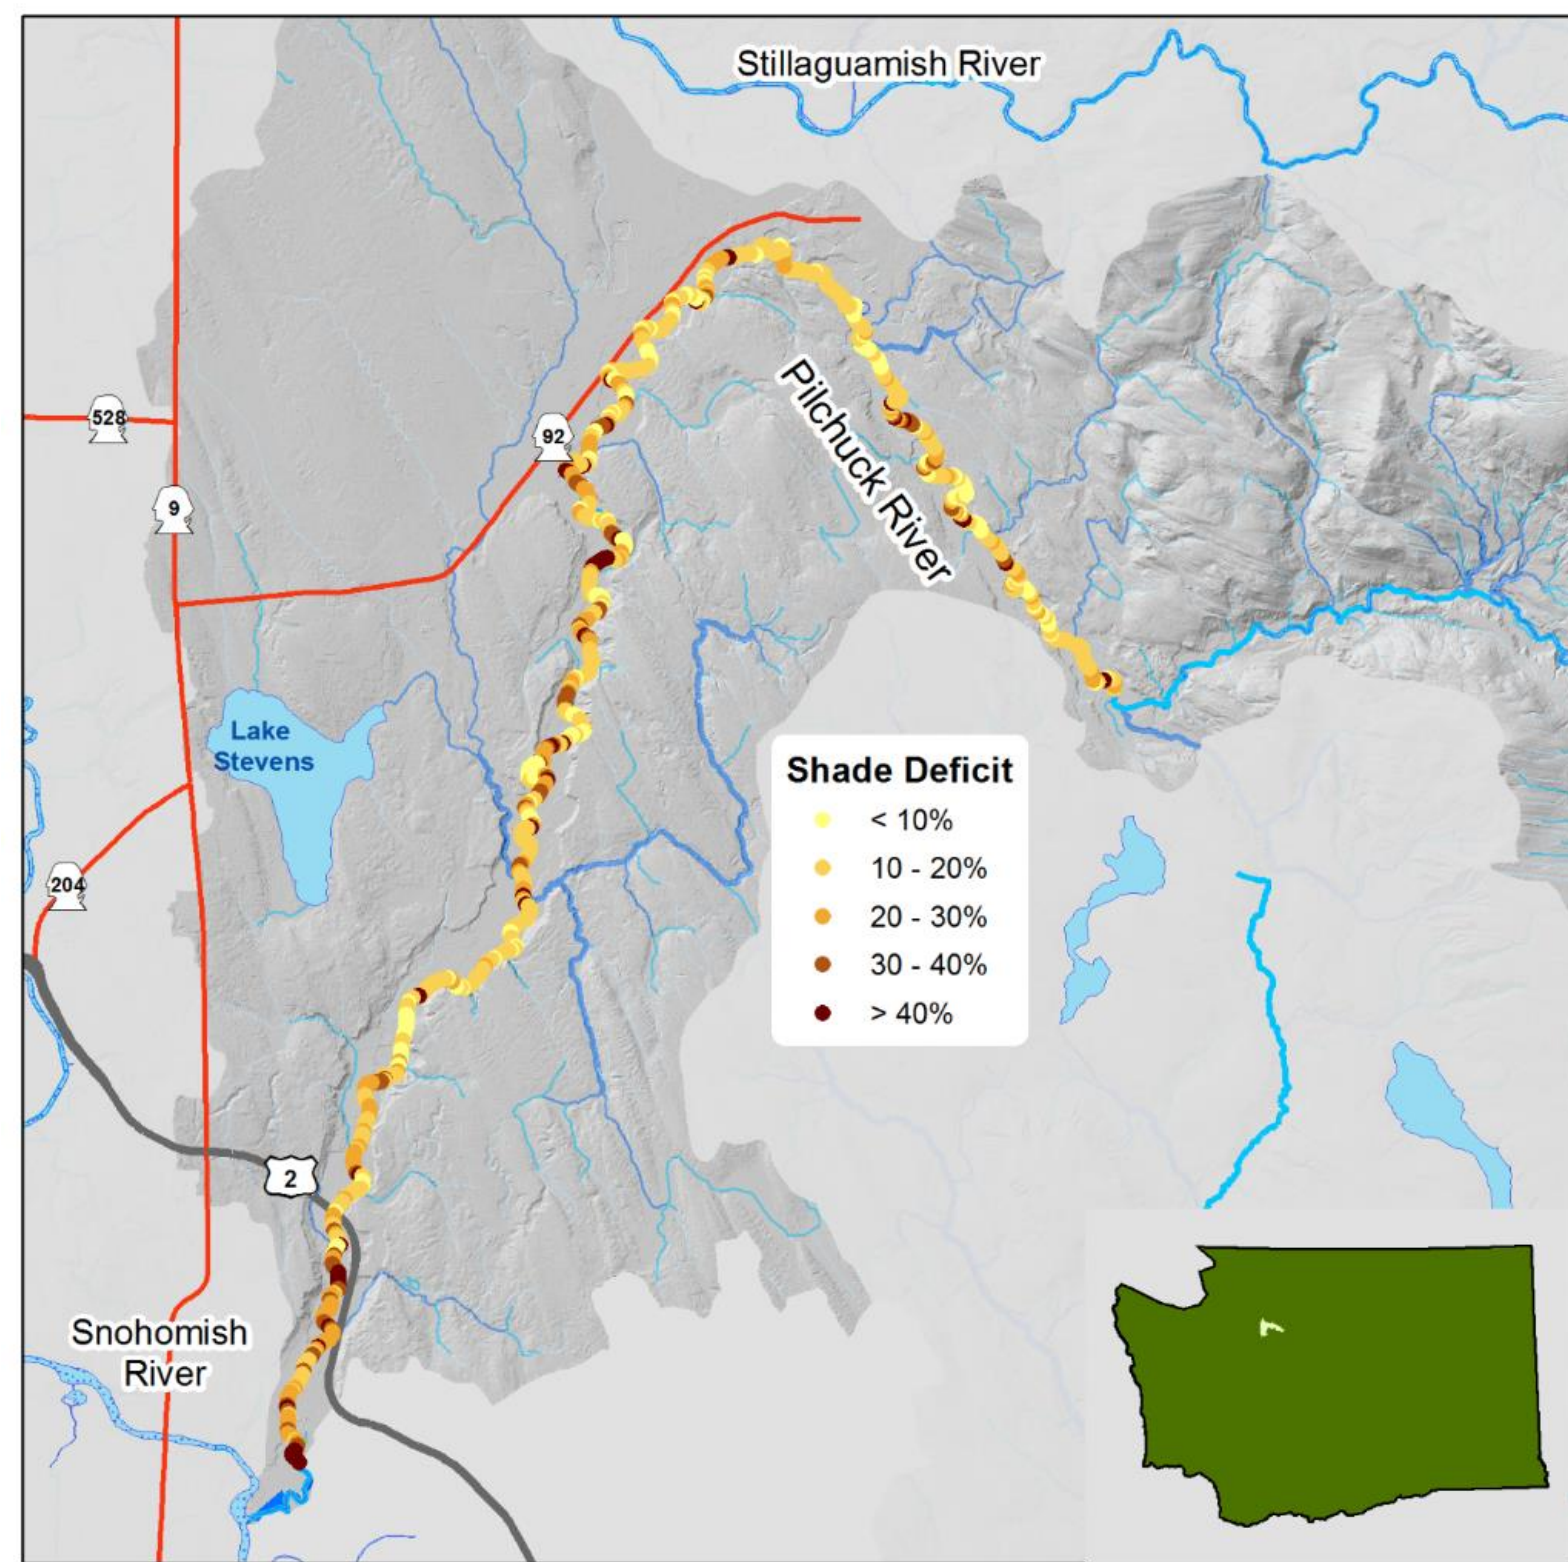 Stillaguamish River
528
92
9
Pilchuck River
Lake
Stevens
204
Shade Deficit
< 10%
10 - 20%
20 - 30%
30 - 40%
> 40%
2
Snohomish
River